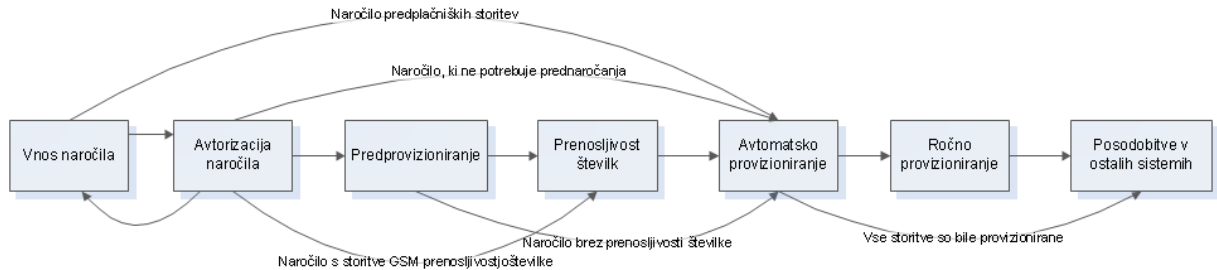 Naročilo predplačniških storitev
Naročilo, ki ne potrebuje prednaročanja
Vnos naročila
Avtorizacija
naročila
Predprovizioniranje
Prenosljivost
številk
Avtomatsko
provizioniranje
Ročno
provizioniranje
Posodobitve v
ostalih sistemih
Naročilo brez prenosljivosti številke
Vse storitve so bile provizionirane
Naročilo s storitve GSM prenosljivostjoštevilke